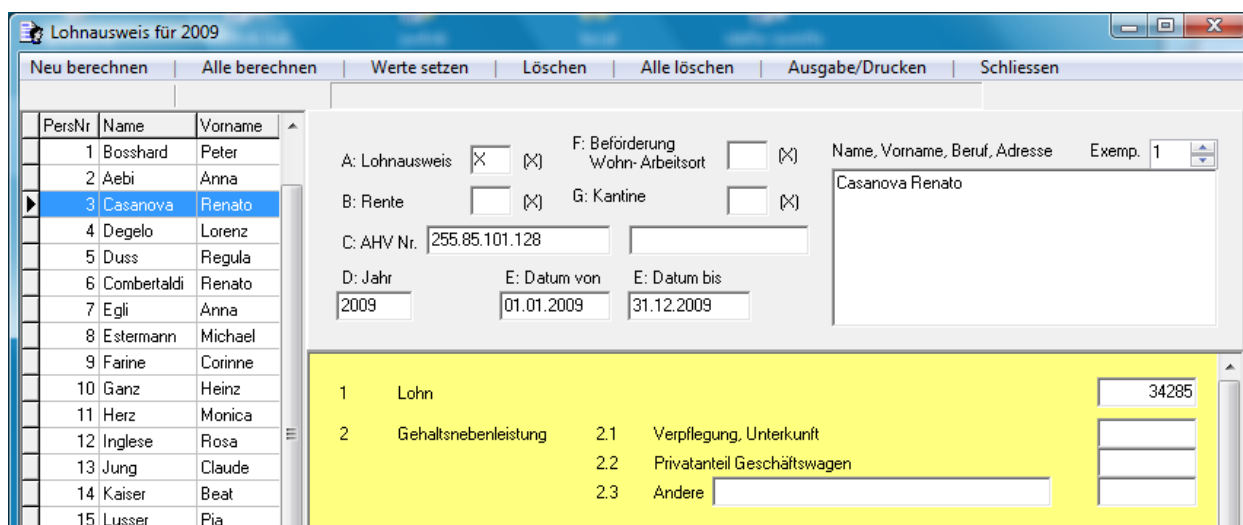 Lohnausweis für 2009
Neu berechnen | Alle berechnen | Werte setzen | Löschen | Alle löschen | Ausgabe/Drucken | Schliessen
PersNr Name Vorname
1 Bosshard Peter
2 Aebi Anna
3 Casanova Renato
4 Degelo Lorenz
5 Duss Regula
6 Combertaldi Renato
7 Egli Anna
8 Estermann Michael
9 Farine Corinne
10 Ganz Heinz
11 Herz Monica
12 Inglese Rosa
13 Jung Claude
14 Kaiser Beat
15 Lusser Pia
A: Lohnausweis X (X)
F: Beförderung
Wohn- Arbeitsort (X)
B: Rente (X)
G: Kantine (X)
C: AHV Nr. 255.85.101.128
D: Jahr E: Datum von E: Datum bis
2009 01.01.2009 31.12.2009
Name, Vorname, Beruf, Adresse Exemp. 1
Casanova Renato
1 Lohn 34285
2 Gehaltsnebenleistung 2.1 Verpflegung, Unterkunft
2.2 Privatanteil Geschäftswagen
2.3 Andere